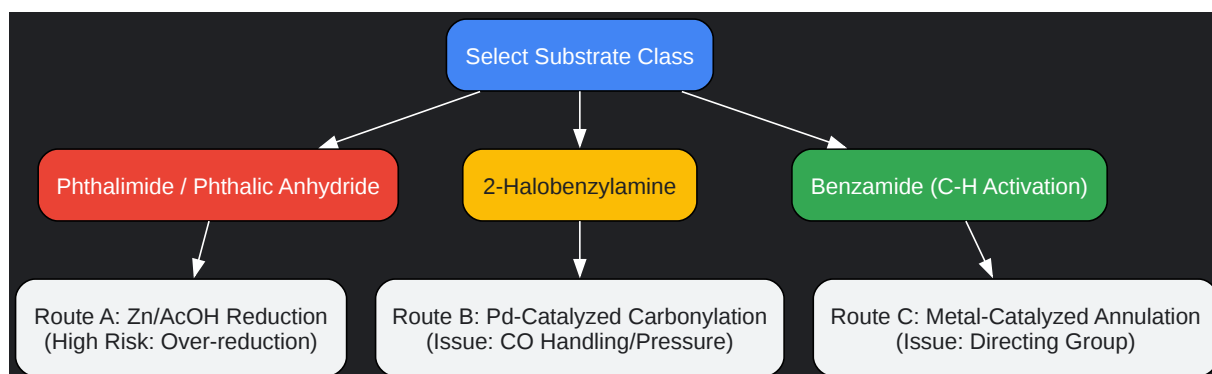 Select Substrate Class
Phthalimide / Phthalic Anhydride
2-Halobenzylamine
Benzamide (C-H Activation)
Route A: Zn/AcOH Reduction
(High Risk: Over-reduction)
Route B: Pd-Catalyzed Carbonylation
(Issue: CO Handling/Pressure)
Route C: Metal-Catalyzed Annulation
(Issue: Directing Group)